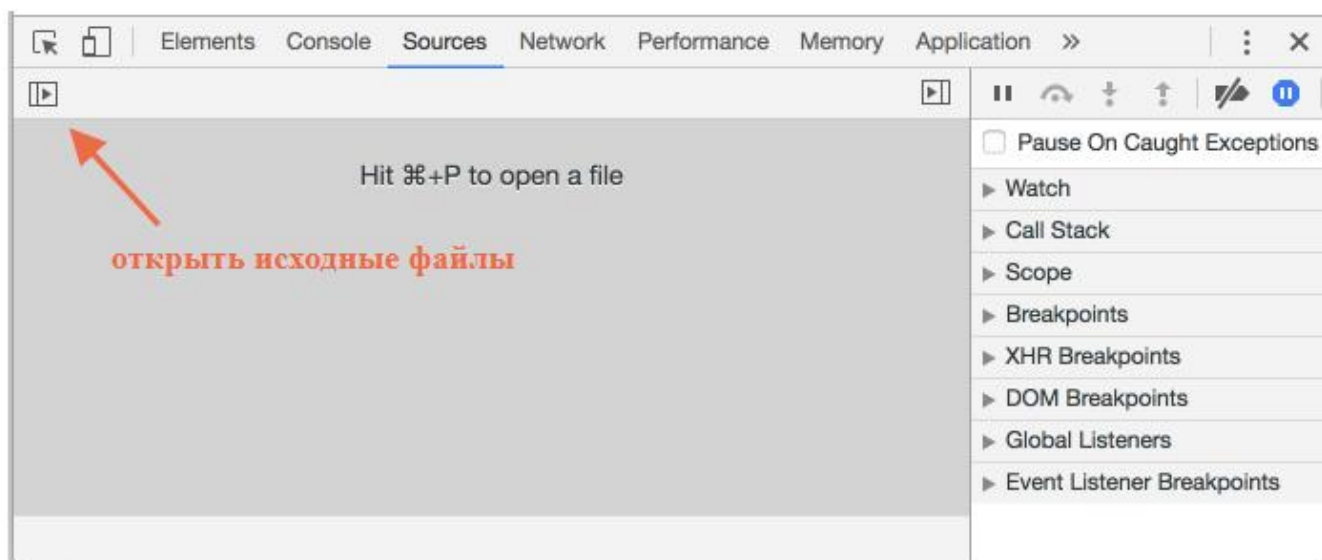 Elements Console Sources Network Performance Memory Application »
Hit ⌘+P to open a file
открыть исходные файлы
Pause On Caught Exceptions
Watch
Call Stack
Scope
Breakpoints
XHR Breakpoints
DOM Breakpoints
Global Listeners
Event Listener Breakpoints